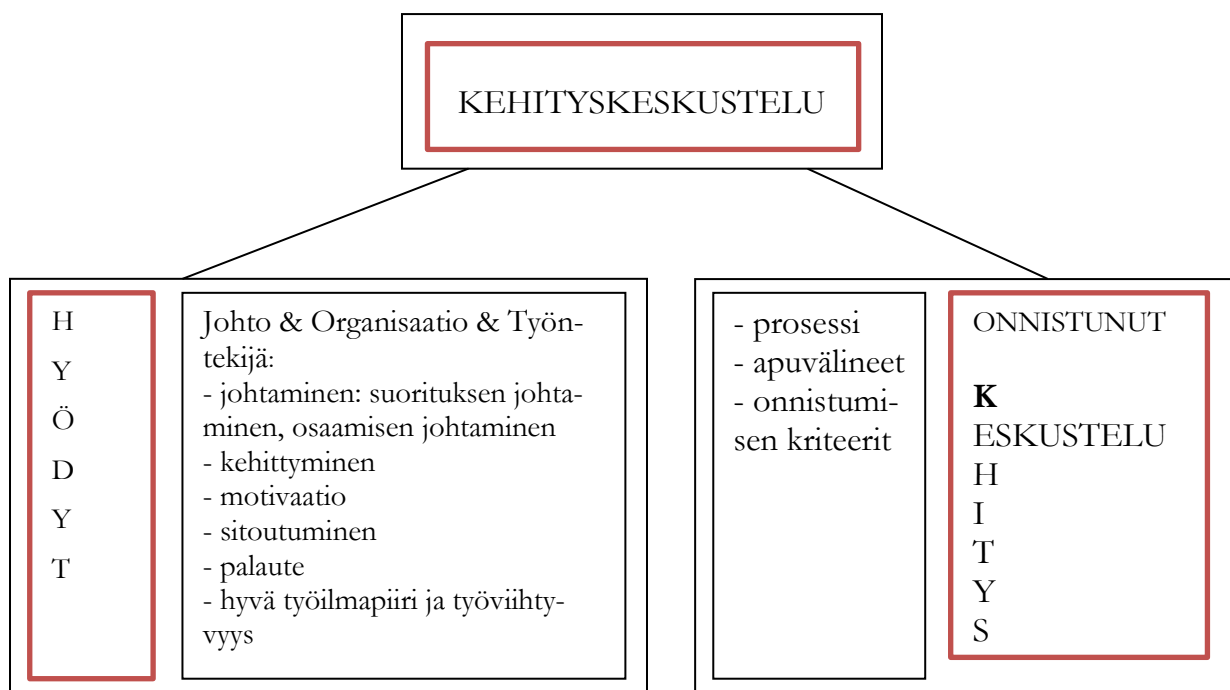 KEHITYSKESKUSTELU
H
Y
Ö
D
Y
T
Johto & Organisaatio & Työn-
tekijä:
- johtaminen: suorituksen johta-
minen, osaamisen johtaminen
- kehittyminen
- motivaatio
- sitoutuminen
- palaute
- hyvä työilmapiiri ja työviihty-
vyys
- prosessi
- apuvälineet
- onnistumi-
sen kriteerit
ONNISTUNUT
K
ESKUSTELU
H
I
T
Y
S